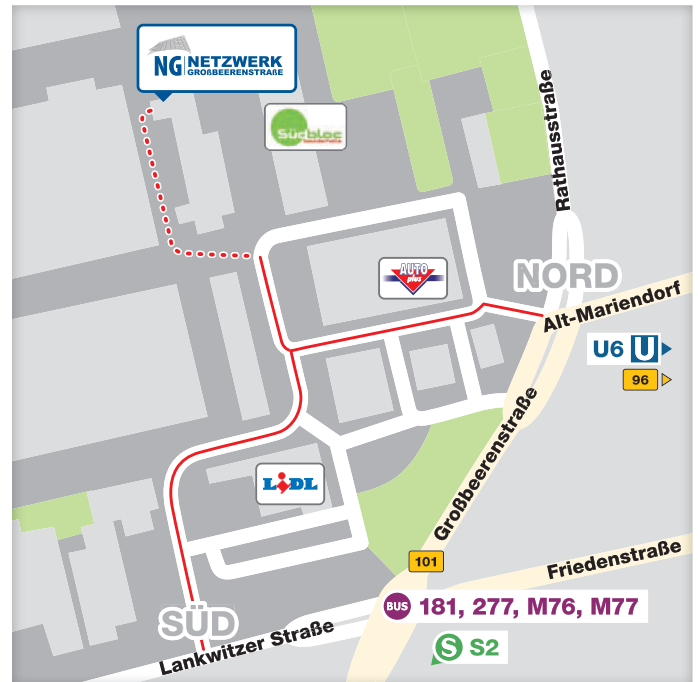 NG NETZWERK
GROßBEERENSTRAßE
Südbloc
Rathausstraße
AUTO
plus
NORD
Alt-Mariendorf
U6 U
96
Großbeerenstraße
LIDL
101
Friedenstraße
BUS 181, 277, M76, M77
SÜD
Lankwitzer Straße
S S2